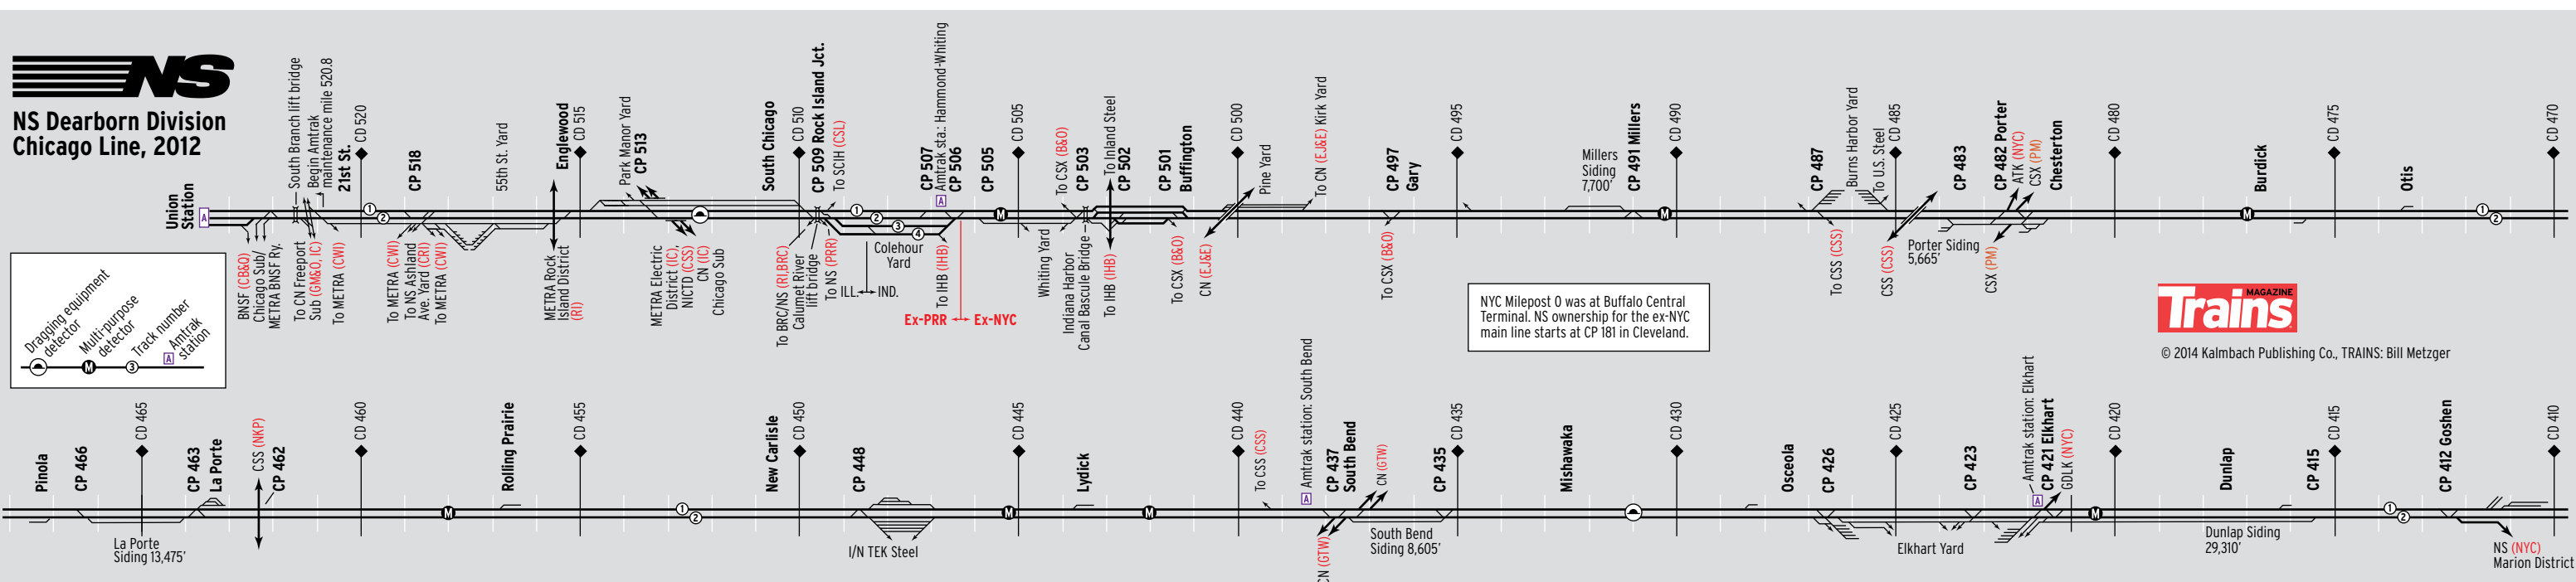 NS
NS Dearborn Division
Chicago Line, 2012
Union
Station
A
BNSF (CB&Q)
Chicago Sub/
METRA BNSF Ry.
South Branch lift bridge
Begin Amtrak
maintenance mile 520.8
To CN Freeport
Sub (GM&O, IC)
To METRA (CWI)
21st St.
CD 520
1
2
CP 518
To METRA (CWI)
To NS Ashland
Ave. Yard (CRI)
To METRA (CWI)
55th St. Yard
Englewood
CD 515
METRA Rock
Island District
(RI)
Park Manor Yard
CP 513
METRA Electric
District (IC),
NICTD (CSS)
CN (IC)
Chicago Sub
South Chicago
CD 510
CP 509 Rock Island Jct.
To SCIH (CSL)
To BRC/NS (RI,BRC)
Calumet River
lift bridge
To NS (PRR)
ILL.
IND.
1
2
3
4
Colehour
Yard
CP 507
Amtrak sta.: Hammond-Whiting
A
CP 506
To IHB (IHB)
Ex-PRR
Ex-NYC
CP 505
M
CD 505
Whiting Yard
To CSX (B&O)
CP 503
Indiana Harbor
Canal Bascule Bridge
To Inland Steel
CP 502
To IHB (IHB)
CP 501
Buffington
To CSX (B&O)
CN (EJ&E)
CD 500
Pine Yard
To CN (EJ&E) Kirk Yard
CP 497
Gary
To CSX (B&O)
CD 495
Millers
Siding
7,700’
CP 491 Millers
M
CD 490
CP 487
To CSS (CSS)
Burns Harbor Yard
To U.S. Steel
CD 485
CSS (CSS)
Porter Siding
5,665’
CP 483
CP 482 Porter
ATK (NYC)
CSX (PM)
Chesterton
CSX (PM)
CD 480
Burdick
M
CD 475
Otis
1
2
CD 470
Dragging equipment
detector
Multi-purpose
detector
Track number
Amtrak
station
M
3
A
NYC Milepost 0 was at Buffalo Central
Terminal. NS ownership for the ex-NYC
main line starts at CP 181 in Cleveland.
Trains
MAGAZINE
© 2014 Kalmbach Publishing Co., TRAINS: Bill Metzger
Pinola
CP 466
CD 465
La Porte
Siding 13,475’
CP 463
La Porte
CSS (NKP)
CP 462
CD 460
M
Rolling Prairie
CD 455
1
2
New Carlisle
CD 450
CP 448
I/N TEK Steel
M
CD 445
Lydick
M
CD 440
To CSS (CSS)
Amtrak station: South Bend
A
CP 437
South Bend
CN (GTW)
CN (GTW)
South Bend
Siding 8,605’
CP 435
CD 435
Mishawaka
CD 430
Osceola
CP 426
CD 425
Elkhart Yard
CP 423
Amtrak station: Elkhart
A
CP 421 Elkhart
GDLK (NYC)
M
CD 420
Dunlap
Dunlap Siding
29,310’
CP 415
CD 415
1
2
CP 412 Goshen
NS (NYC)
Marion District
CD 410